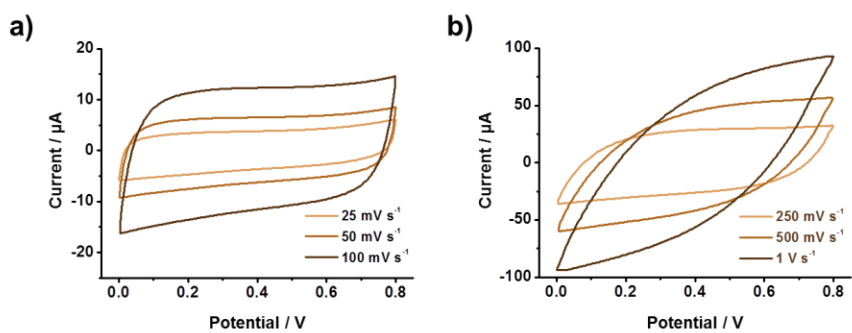 a)
20
10
0
-10
-20
Current / µA
0.0
0.2
0.4
0.6
0.8
Potential / V
25 mV s⁻¹
50 mV s⁻¹
100 mV s⁻¹
b)
100
50
0
-50
-100
Current / µA
0.0
0.2
0.4
0.6
0.8
Potential / V
250 mV s⁻¹
500 mV s⁻¹
1 V s⁻¹